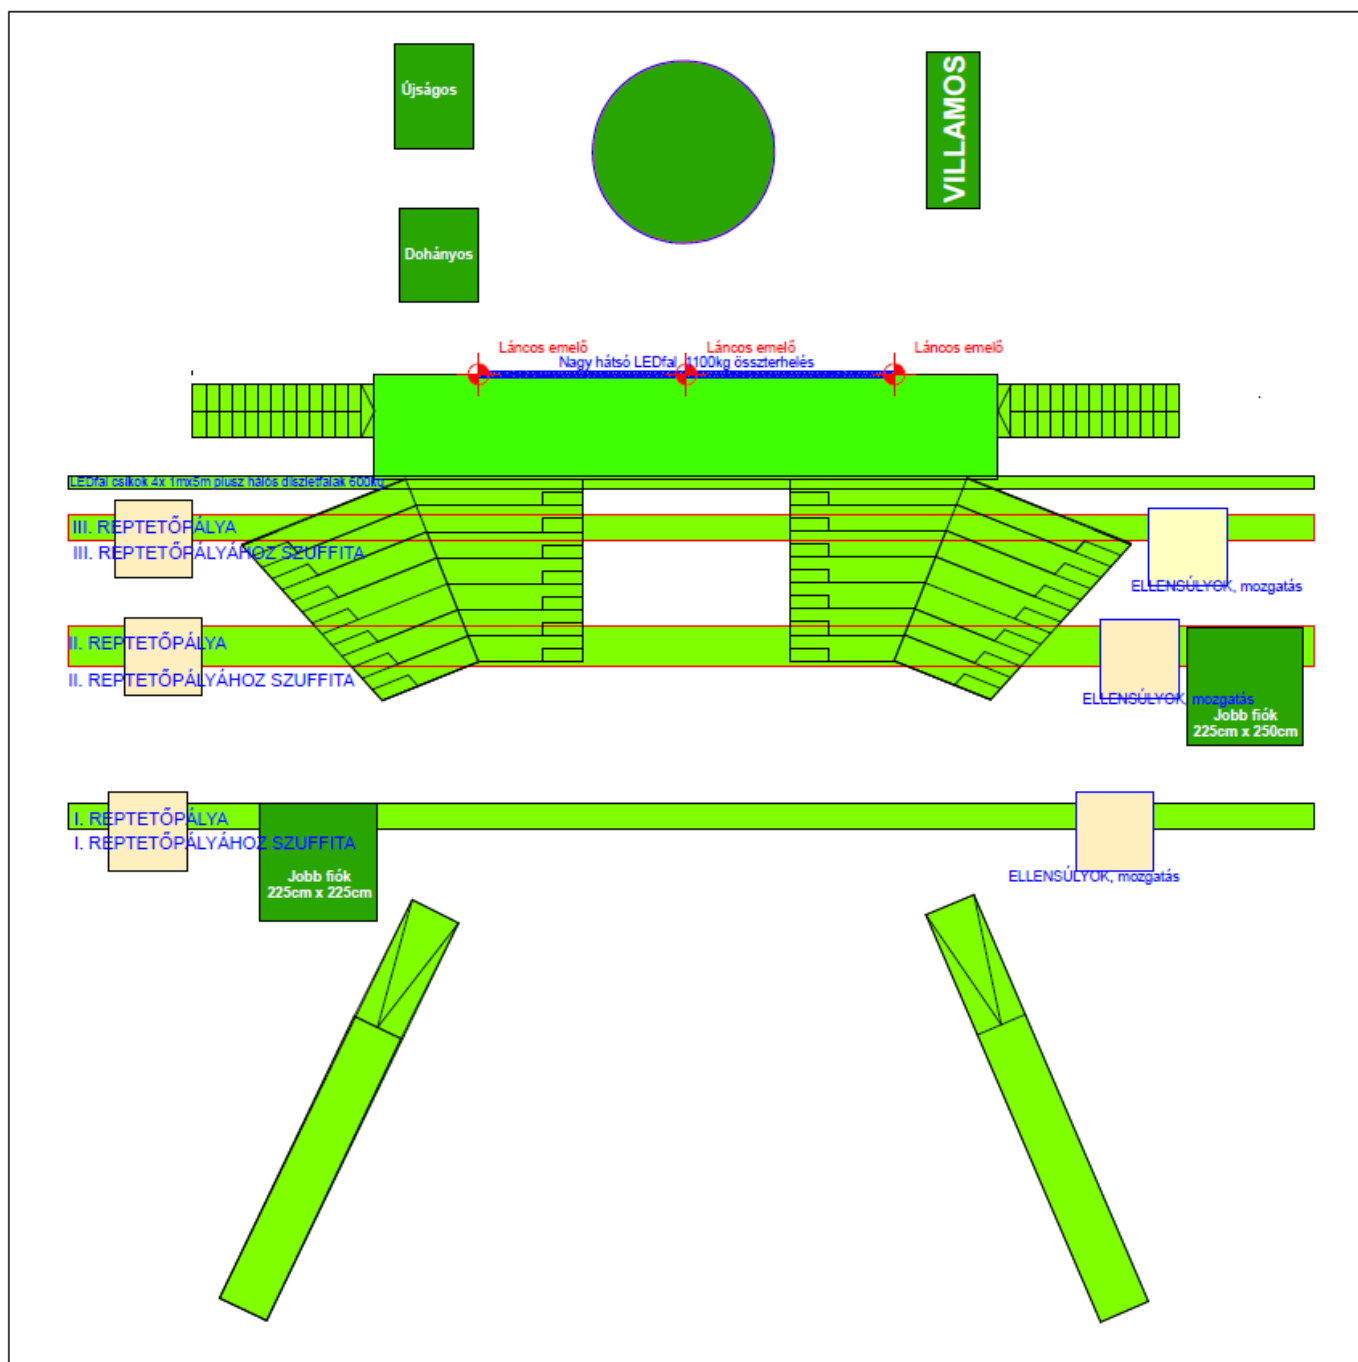 Újságos
VILLAMOS
Dohányos
Láncos emelő
Láncos emelő
Láncos emelő
Nagy hátsó LEDfal 1100kg összterhelés
LEDfal csíkok 4x 1mx5m plusz hálós díszletfalak 600kg
III. REPTETŐPÁLYA
III. REPTETŐPÁLYÁHOZ SZUFFITA
ELLENSÚLYOK, mozgatás
II. REPTETŐPÁLYA
II. REPTETŐPÁLYÁHOZ SZUFFITA
ELLENSÚLYOK, mozgatás
Jobb fiók
225cm x 250cm
I. REPTETŐPÁLYA
I. REPTETŐPÁLYÁHOZ SZUFFITA
Jobb fiók
225cm x 225cm
ELLENSÚLYOK, mozgatás